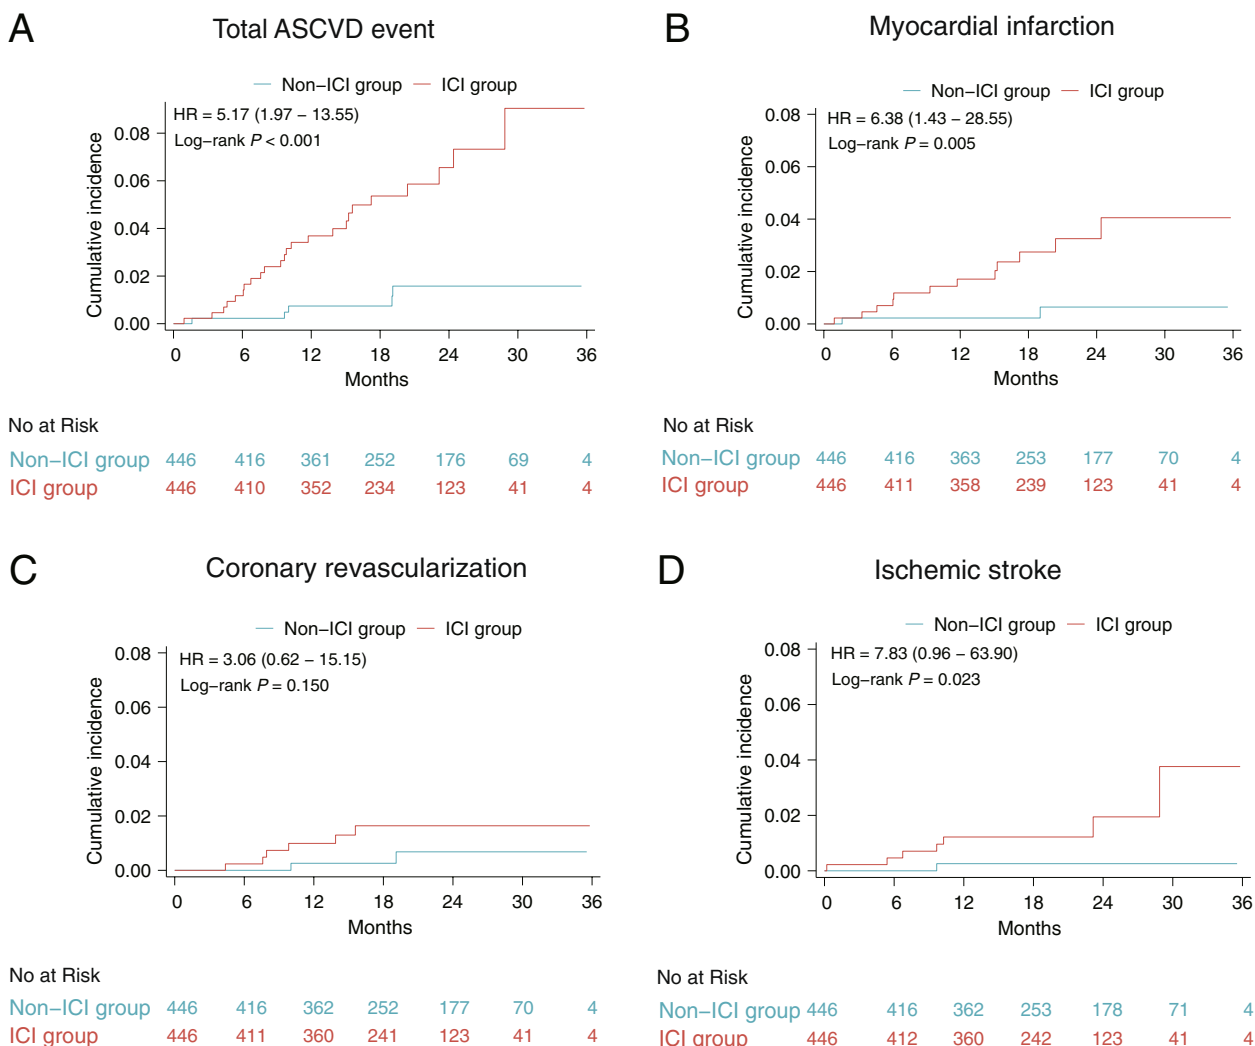 A
Total ASCVD event
Non−ICI group
ICI group
HR = 5.17 (1.97 − 13.55)
Log−rank P < 0.001
Cumulative incidence
0.08
0.06
0.04
0.02
0.00
0 6 12 18 24 30 36
Months
No at Risk
Non−ICI group 446 416 361 252 176 69 4
ICI group 446 410 352 234 123 41 4
B
Myocardial infarction
Non−ICI group
ICI group
HR = 6.38 (1.43 − 28.55)
Log−rank P = 0.005
Cumulative incidence
0.08
0.06
0.04
0.02
0.00
0 6 12 18 24 30 36
Months
No at Risk
Non−ICI group 446 416 363 253 177 70 4
ICI group 446 411 358 239 123 41 4
C
Coronary revascularization
Non−ICI group
ICI group
HR = 3.06 (0.62 − 15.15)
Log−rank P = 0.150
Cumulative incidence
0.08
0.06
0.04
0.02
0.00
0 6 12 18 24 30 36
Months
No at Risk
Non−ICI group 446 416 362 252 177 70 4
ICI group 446 411 360 241 123 41 4
D
Ischemic stroke
Non−ICI group
ICI group
HR = 7.83 (0.96 − 63.90)
Log−rank P = 0.023
Cumulative incidence
0.08
0.06
0.04
0.02
0.00
0 6 12 18 24 30 36
Months
No at Risk
Non−ICI group 446 416 362 253 178 71 4
ICI group 446 412 360 242 123 41 4